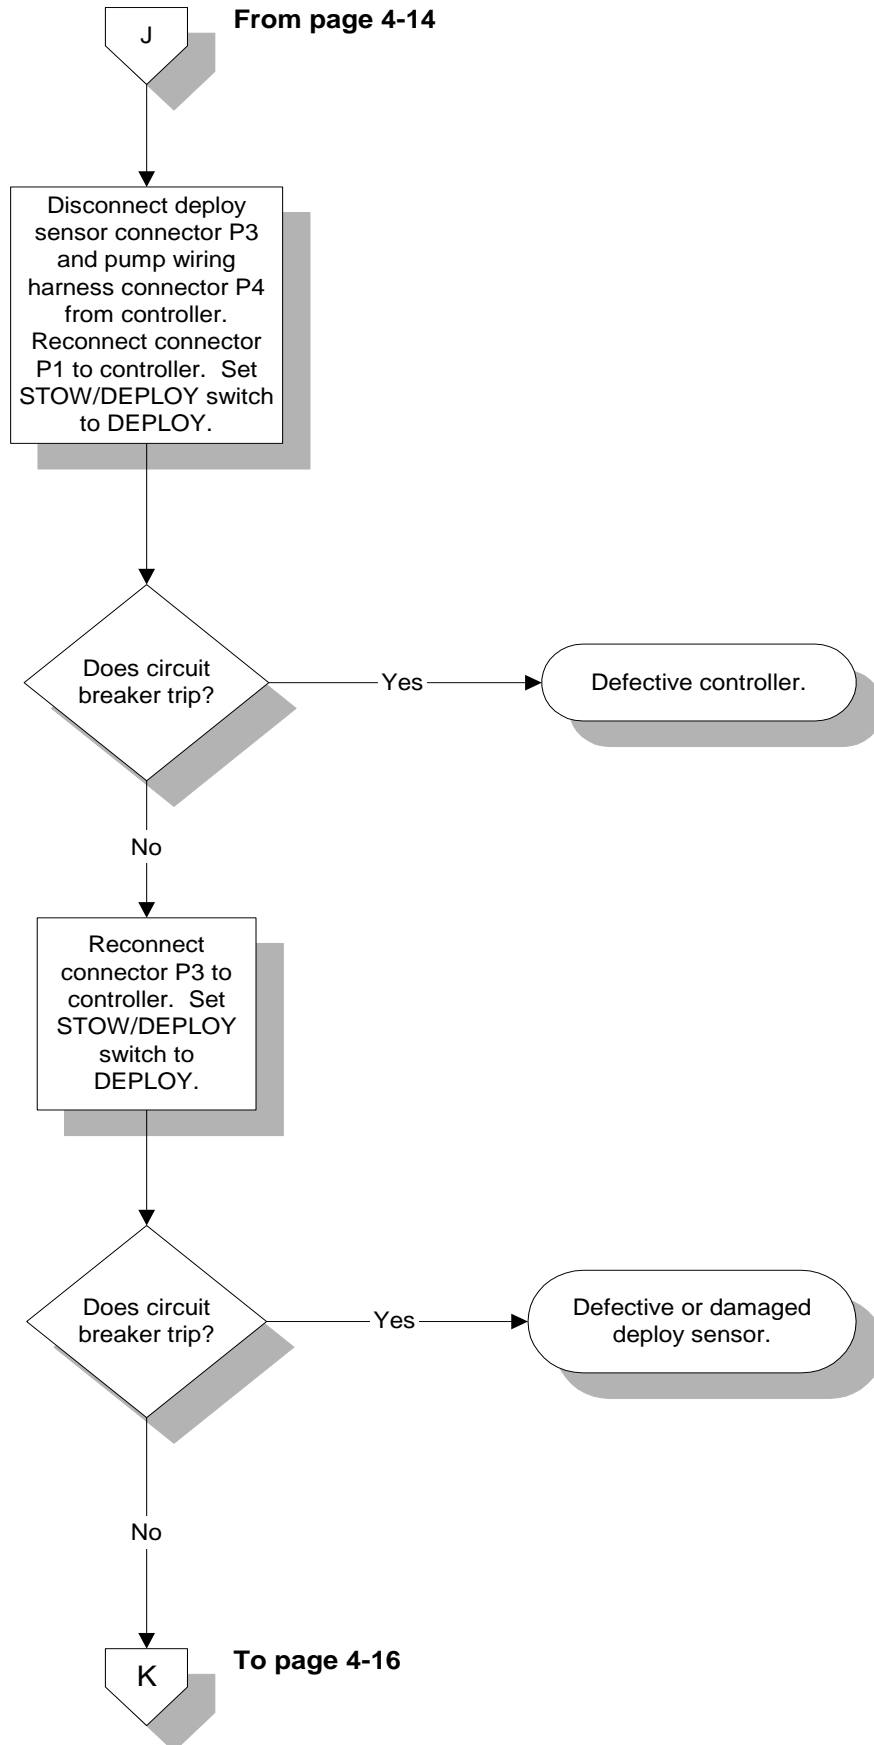 From page 4-14
J
Disconnect deploy
sensor connector P3
and pump wiring
harness connector P4
from controller.
Reconnect connector
P1 to controller.  Set
STOW/DEPLOY switch
to DEPLOY.
Does circuit
breaker trip?
Yes
Defective controller.
No
Reconnect
connector P3 to
controller.  Set
STOW/DEPLOY
switch to
DEPLOY.
Does circuit
breaker trip?
Yes
Defective or damaged
deploy sensor.
No
K
To page 4-16